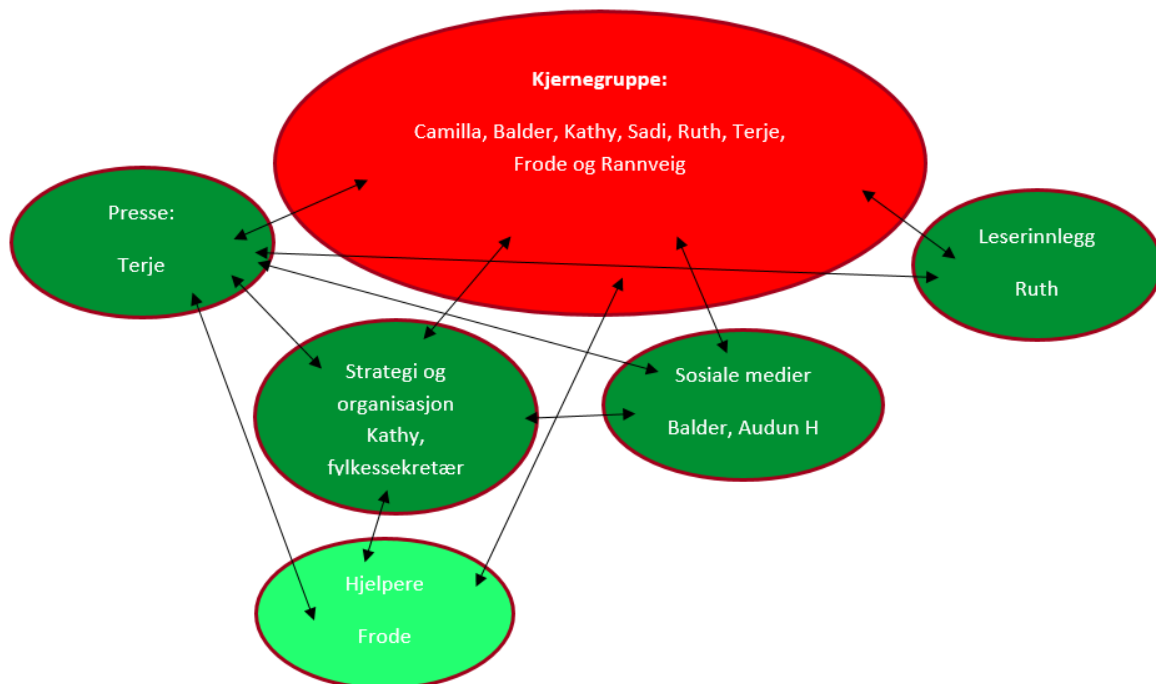 Kjernegruppe:
Camilla, Balder, Kathy, Sadi, Ruth, Terje,
Frode og Rannveig
Presse:
Terje
Leserinnlegg
Ruth
Strategi og
organisasjon
Kathy,
fylkessekretær
Sosiale medier
Balder, Audun H
Hjelpere
Frode